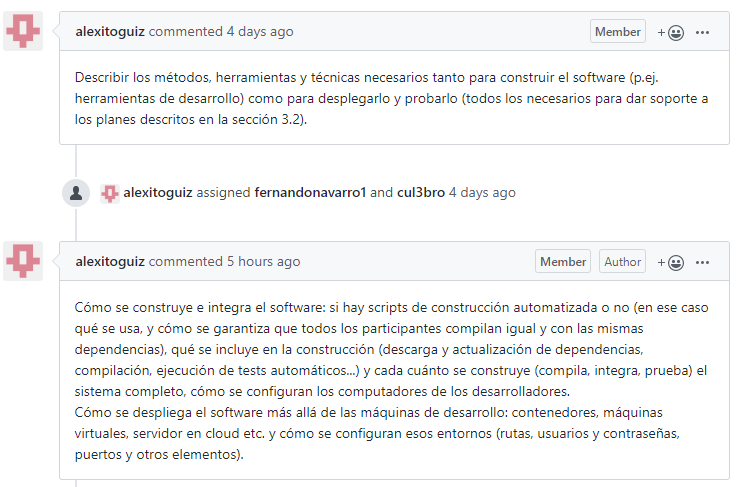 alexitoguiz commented 4 days ago Member
Describir los métodos, herramientas y técnicas necesarios tanto para construir el software (p.ej.
herramientas de desarrollo) como para desplegarlo y probarlo (todos los necesarios para dar soporte a
los planes descritos en la sección 3.2).
alexitoguiz assigned fernandonavarro1 and cul3bro 4 days ago
alexitoguiz commented 5 hours ago Member Author
Cómo se construye e integra el software: si hay scripts de construcción automatizada o no (en ese caso
qué se usa, y cómo se garantiza que todos los participantes compilan igual y con las mismas
dependencias), qué se incluye en la construcción (descarga y actualización de dependencias,
compilación, ejecución de tests automáticos...) y cada cuánto se construye (compila, integra, prueba) el
sistema completo, cómo se configuran los computadores de los desarrolladores.
Cómo se despliega el software más allá de las máquinas de desarrollo: contenedores, máquinas
virtuales, servidor en cloud etc. y cómo se configuran esos entornos (rutas, usuarios y contraseñas,
puertos y otros elementos).